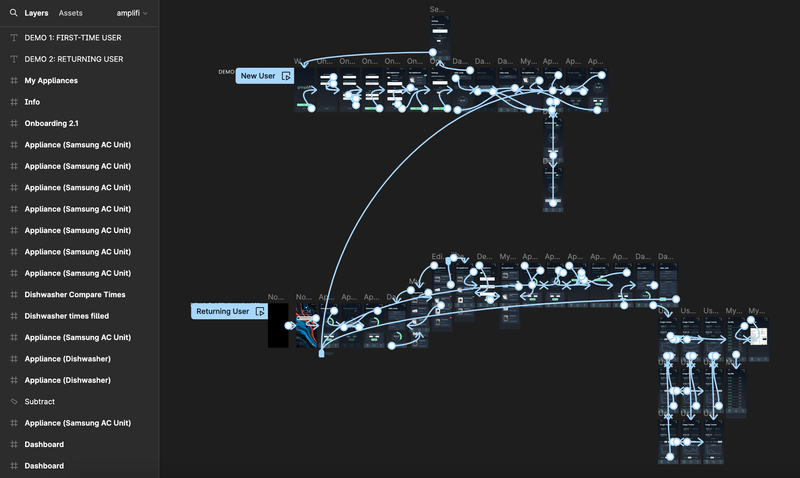 Layers
Assets
amplifi
DEMO 1: FIRST-TIME USER
DEMO 2: RETURNING USER
My Appliances
Info
Onboarding 2.1
Appliance (Samsung AC Unit)
Appliance (Samsung AC Unit)
Appliance (Samsung AC Unit)
Appliance (Samsung AC Unit)
Appliance (Samsung AC Unit)
Appliance (Samsung AC Unit)
Appliance (Samsung AC Unit)
Dishwasher Compare Times
Dishwasher times filled
Appliance (Samsung AC Unit)
Appliance (Dishwasher)
Appliance (Dishwasher)
Subtract
Appliance (Samsung AC Unit)
Dashboard
Dashboard
Se...
On... On... On... On... Da... Da... Da... My... Ap... Ap... Ap...
DEMO
New User
Edi... De... My... Ap... Ap... Ap... Ap... Da... Da...
No... No... Ap... Ap... Ap...
Returning User
Us... Us... My... My...